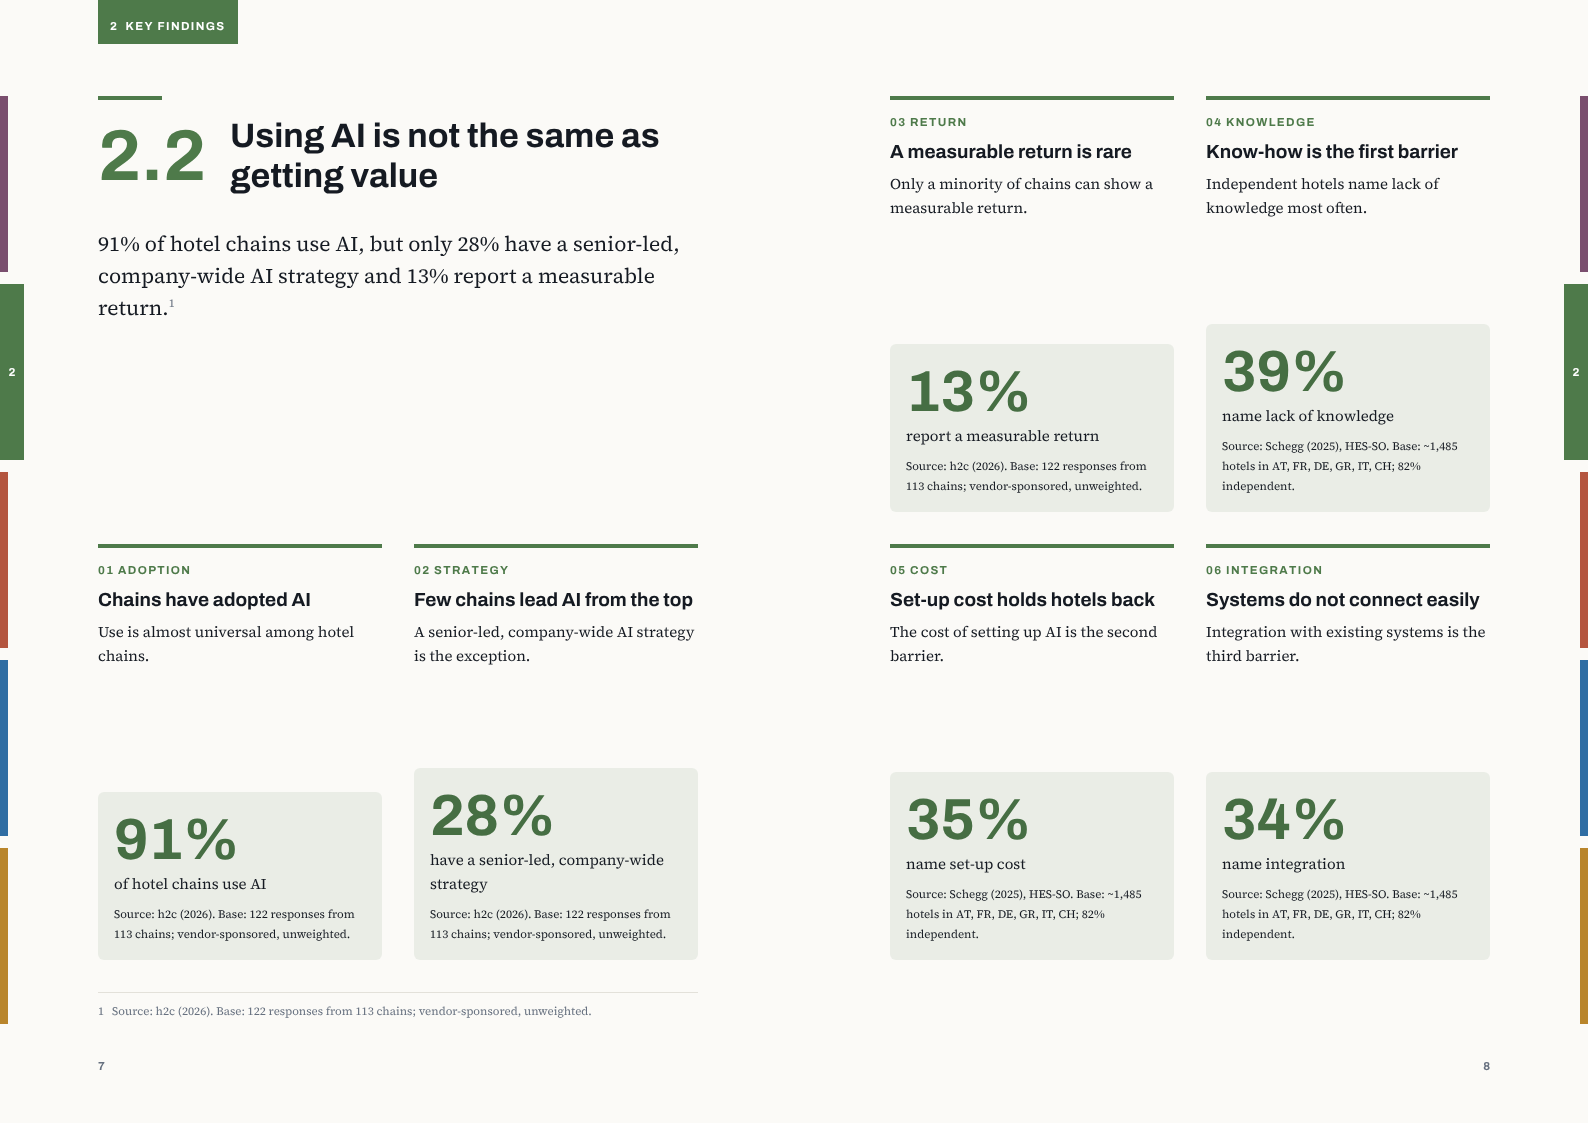 2 KEY FINDINGS
2.2
Using AI is not the same as
getting value
91% of hotel chains use AI, but only 28% have a senior-led,
company-wide AI strategy and 13% report a measurable
return.1
2
01 ADOPTION
Chains have adopted AI
Use is almost universal among hotel
chains.
91%
of hotel chains use AI
Source: h2c (2026). Base: 122 responses from
113 chains; vendor-sponsored, unweighted.
02 STRATEGY
Few chains lead AI from the top
A senior-led, company-wide AI strategy
is the exception.
28%
have a senior-led, company-wide
strategy
Source: h2c (2026). Base: 122 responses from
113 chains; vendor-sponsored, unweighted.
1 Source: h2c (2026). Base: 122 responses from 113 chains; vendor-sponsored, unweighted.
7
03 RETURN
A measurable return is rare
Only a minority of chains can show a
measurable return.
13%
report a measurable return
Source: h2c (2026). Base: 122 responses from
113 chains; vendor-sponsored, unweighted.
04 KNOWLEDGE
Know-how is the first barrier
Independent hotels name lack of
knowledge most often.
39%
name lack of knowledge
Source: Schegg (2025), HES-SO. Base: ~1,485
hotels in AT, FR, DE, GR, IT, CH; 82%
independent.
2
05 COST
Set-up cost holds hotels back
The cost of setting up AI is the second
barrier.
35%
name set-up cost
Source: Schegg (2025), HES-SO. Base: ~1,485
hotels in AT, FR, DE, GR, IT, CH; 82%
independent.
06 INTEGRATION
Systems do not connect easily
Integration with existing systems is the
third barrier.
34%
name integration
Source: Schegg (2025), HES-SO. Base: ~1,485
hotels in AT, FR, DE, GR, IT, CH; 82%
independent.
8